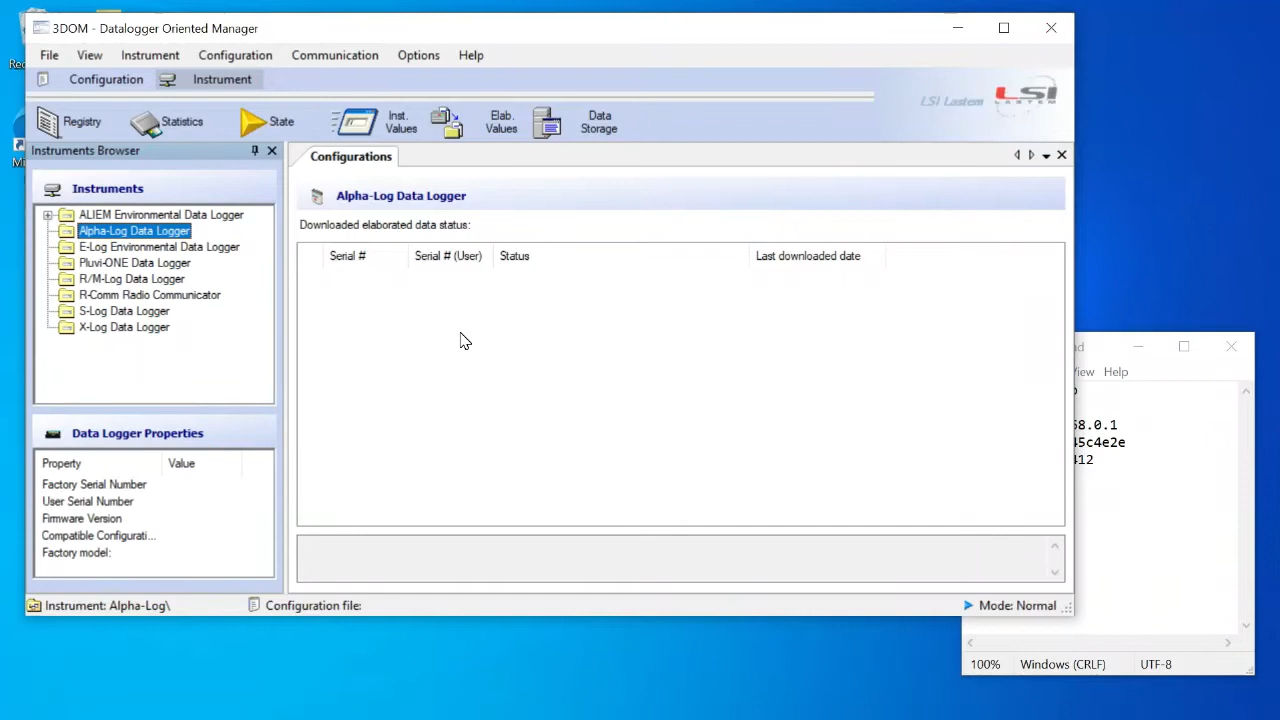 3DOM - Datalogger Oriented Manager
File View Instrument Configuration Communication Options Help
Configuration Instrument
LSI Lastem LSI LASTEM
Registry Statistics State Inst. Values Elab. Values Data Storage
Instruments Browser
Configurations
Instruments
Alpha-Log Data Logger
ALIEM Environmental Data Logger
Alpha-Log Data Logger
E-Log Environmental Data Logger
Pluvi-ONE Data Logger
R/M-Log Data Logger
R-Comm Radio Communicator
S-Log Data Logger
X-Log Data Logger
Downloaded elaborated data status:
Serial # Serial # (User) Status Last downloaded date
Data Logger Properties
Property Value
Factory Serial Number
User Serial Number
Firmware Version
Compatible Configurati...
Factory model:
Instrument: Alpha-Log\ Configuration file: Mode: Normal
View Help
68.0.1
45c4e2e
412
100% Windows (CRLF) UTF-8